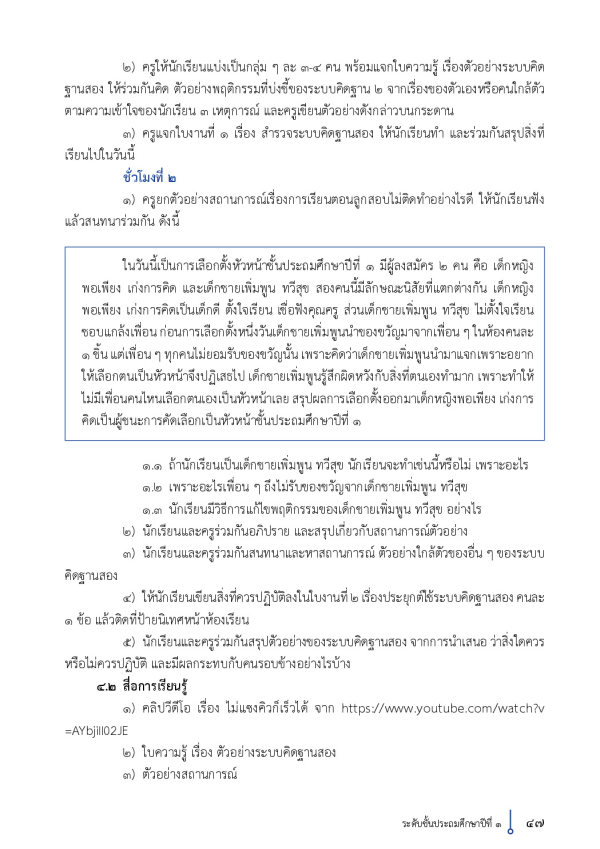 ๒) ครูให้นักเรียนแบ่งเป็นกลุ่ม ๆ ละ ๓-๔ คน พร้อมแจกใบความรู้ เรื่องตัวอย่างระบบคิด
ฐานสอง ให้ร่วมกันคิด ตัวอย่างพฤติกรรมที่บ่งชี้ของระบบคิดฐาน ๒ จากเรื่องของตัวเองหรือคนใกล้ตัว
ตามความเข้าใจของนักเรียน ๓ เหตุการณ์ และครูเขียนตัวอย่างดังกล่าวบนกระดาน
๓) ครูแจกใบงานที่ ๑ เรื่อง สำรวจระบบคิดฐานสอง ให้นักเรียนทำ และร่วมกันสรุปสิ่งที่
เรียนไปในวันนี้
ชั่วโมงที่ ๒
๑) ครูยกตัวอย่างสถานการณ์เรื่องการเรียนตอนลูกสอบไม่ติดทำอย่างไรดี ให้นักเรียนฟัง
แล้วสนทนาร่วมกัน ดังนี้
ในวันนี้เป็นการเลือกตั้งหัวหน้าชั้นประถมศึกษาปีที่ ๑ มีผู้ลงสมัคร ๒ คน คือ เด็กหญิง
พอเพียง เก่งการคิด และเด็กชายเพิ่มพูน ทวีสุข สองคนนี้มีลักษณะนิสัยที่แตกต่างกัน เด็กหญิง
พอเพียง เก่งการคิดเป็นเด็กดี ตั้งใจเรียน เชื่อฟังคุณครู ส่วนเด็กชายเพิ่มพูน ทวีสุข ไม่ตั้งใจเรียน
ชอบแกล้งเพื่อน ก่อนการเลือกตั้งหนึ่งวันเด็กชายเพิ่มพูนนำของขวัญมาจากเพื่อน ๆ ในห้องคนละ
๑ ชิ้น แต่เพื่อน ๆ ทุกคนไม่ยอมรับของขวัญนั้น เพราะคิดว่าเด็กชายเพิ่มพูนนำมาแจกเพราะอยาก
ให้เลือกตนเป็นหัวหน้าจึงปฏิเสธไป เด็กชายเพิ่มพูนรู้สึกผิดหวังกับสิ่งที่ตนเองทำมาก เพราะทำให้
ไม่มีเพื่อนคนไหนเลือกตนเองเป็นหัวหน้าเลย สรุปผลการเลือกตั้งออกมาเด็กหญิงพอเพียง เก่งการ
คิดเป็นผู้ชนะการคัดเลือกเป็นหัวหน้าชั้นประถมศึกษาปีที่ ๑
๑.๑ ถ้านักเรียนเป็นเด็กชายเพิ่มพูน ทวีสุข นักเรียนจะทำเช่นนี้หรือไม่ เพราะอะไร
๑.๒ เพราะอะไรเพื่อน ๆ ถึงไม่รับของขวัญจากเด็กชายเพิ่มพูน ทวีสุข
๑.๓ นักเรียนมีวิธีการแก้ไขพฤติกรรมของเด็กชายเพิ่มพูน ทวีสุข อย่างไร
๒) นักเรียนและครูร่วมกันอภิปราย และสรุปเกี่ยวกับสถานการณ์ตัวอย่าง
๓) นักเรียนและครูร่วมกันสนทนาและหาสถานการณ์ ตัวอย่างใกล้ตัวของอื่น ๆ ของระบบ
คิดฐานสอง
๔) ให้นักเรียนเขียนสิ่งที่ควรปฏิบัติลงในใบงานที่ ๒ เรื่องประยุกต์ใช้ระบบคิดฐานสอง คนละ
๑ ข้อ แล้วติดที่ป้ายนิเทศหน้าห้องเรียน
๕) นักเรียนและครูร่วมกันสรุปตัวอย่างของระบบคิดฐานสอง จากการนำเสนอ ว่าสิ่งใดควร
หรือไม่ควรปฏิบัติ และมีผลกระทบกับคนรอบข้างอย่างไรบ้าง
๔.๒ สื่อการเรียนรู้
๑) คลิปวีดีโอ เรื่อง ไม่แซงคิวก็เร็วได้ จาก https://www.youtube.com/watch?v
=AYbjiII02JE
๒) ใบความรู้ เรื่อง ตัวอย่างระบบคิดฐานสอง
๓) ตัวอย่างสถานการณ์
ระดับชั้นประถมศึกษาปีที่ ๑ ๔๗